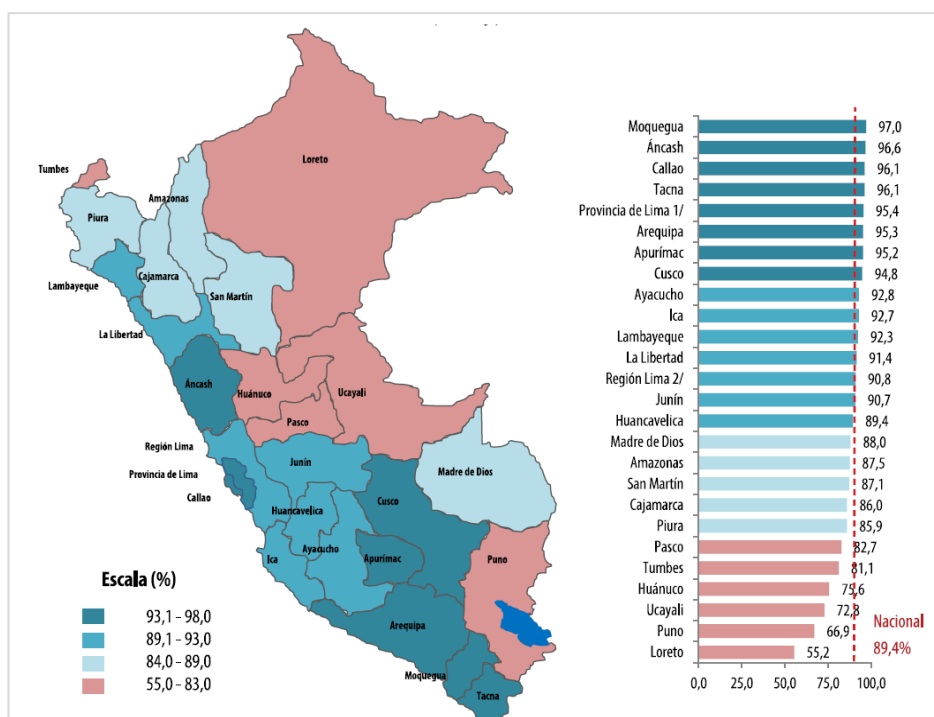 Loreto
Tumbes
Amazonas
Piura
Cajamarca
Lambayeque
San Martín
La Libertad
Áncash
Huánuco
Ucayali
Pasco
Región Lima
Junín
Madre de Dios
Provincia de Lima
Callao
Cusco
Huancavelica
Ayacucho
Ica
Apurímac
Puno
Arequipa
Moquegua
Tacna
Escala (%)
93,1 – 98,0
89,1 – 93,0
84,0 – 89,0
55,0 – 83,0
Moquegua 97,0
Áncash 96,6
Callao 96,1
Tacna 96,1
Provincia de Lima 1/ 95,4
Arequipa 95,3
Apurímac 95,2
Cusco 94,8
Ayacucho 92,8
Ica 92,7
Lambayeque 92,3
La Libertad 91,4
Región Lima 2/ 90,8
Junín 90,7
Huancavelica 89,4
Madre de Dios 88,0
Amazonas 87,5
San Martín 87,1
Cajamarca 86,0
Piura 85,9
Pasco 82,7
Tumbes 81,1
Huánuco 75,6
Ucayali 72,8
Puno 66,9
Loreto 55,2
Nacional
89,4%
0,0 25,0 50,0 75,0 100,0